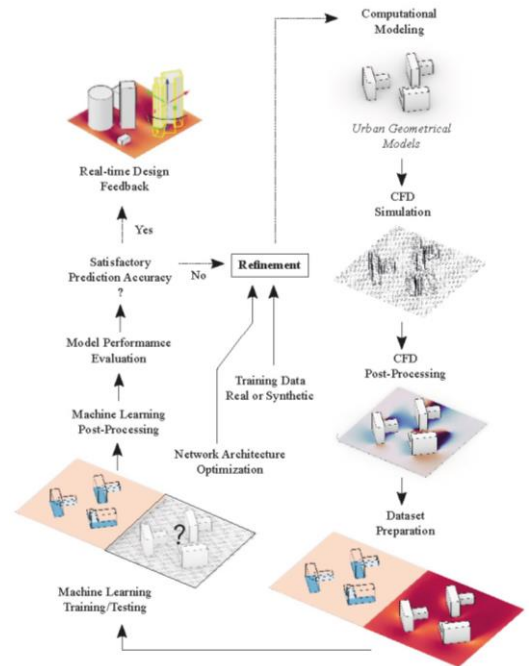 Computational
Modeling
Urban Geometrical
Models
CFD
Simulation
CFD
Post-Processing
Dataset
Preparation
Machine Learning
Training/Testing
?
Machine Learning
Post-Processing
Model Performamce
Evaluation
Satisfactory
Prediction Accuracy
?
Yes
No
Real-time Design
Feedback
Refinement
Training Data
Real or Synthetic
Network Architecture
Optimization